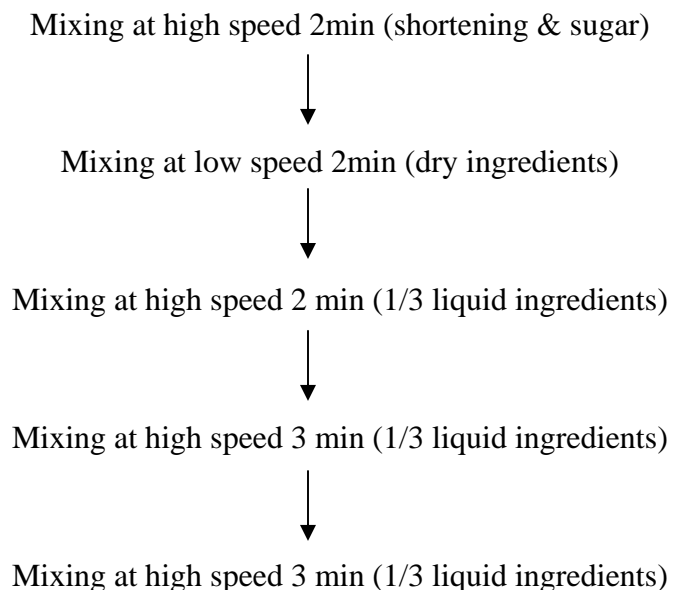 Mixing at high speed 2min (shortening & sugar)
Mixing at low speed 2min (dry ingredients)
Mixing at high speed 2 min (1/3 liquid ingredients)
Mixing at high speed 3 min (1/3 liquid ingredients)
Mixing at high speed 3 min (1/3 liquid ingredients)